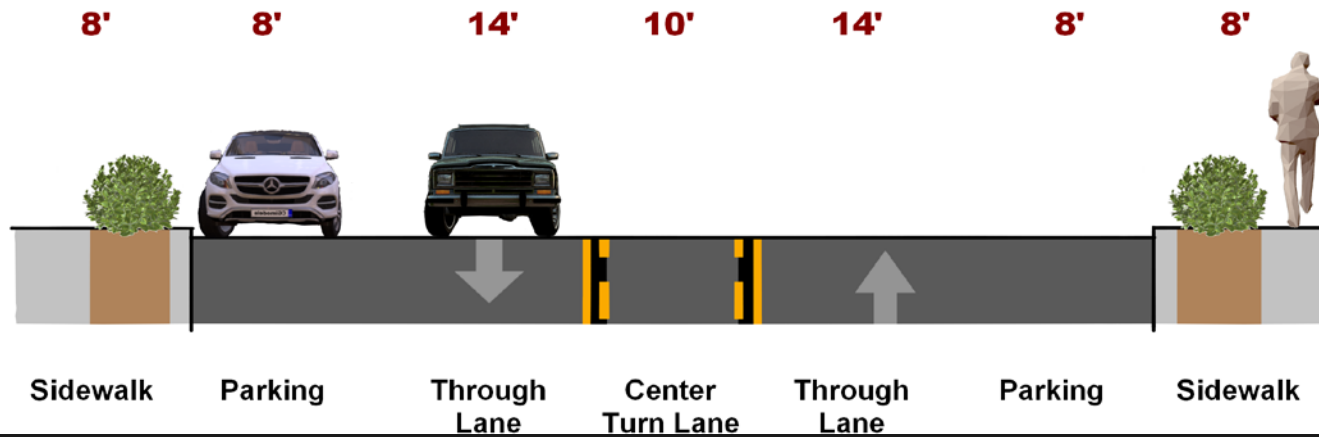 8' 8' 14' 10' 14' 8' 8'
Sidewalk Parking Through Lane Center Turn Lane Through Lane Parking Sidewalk